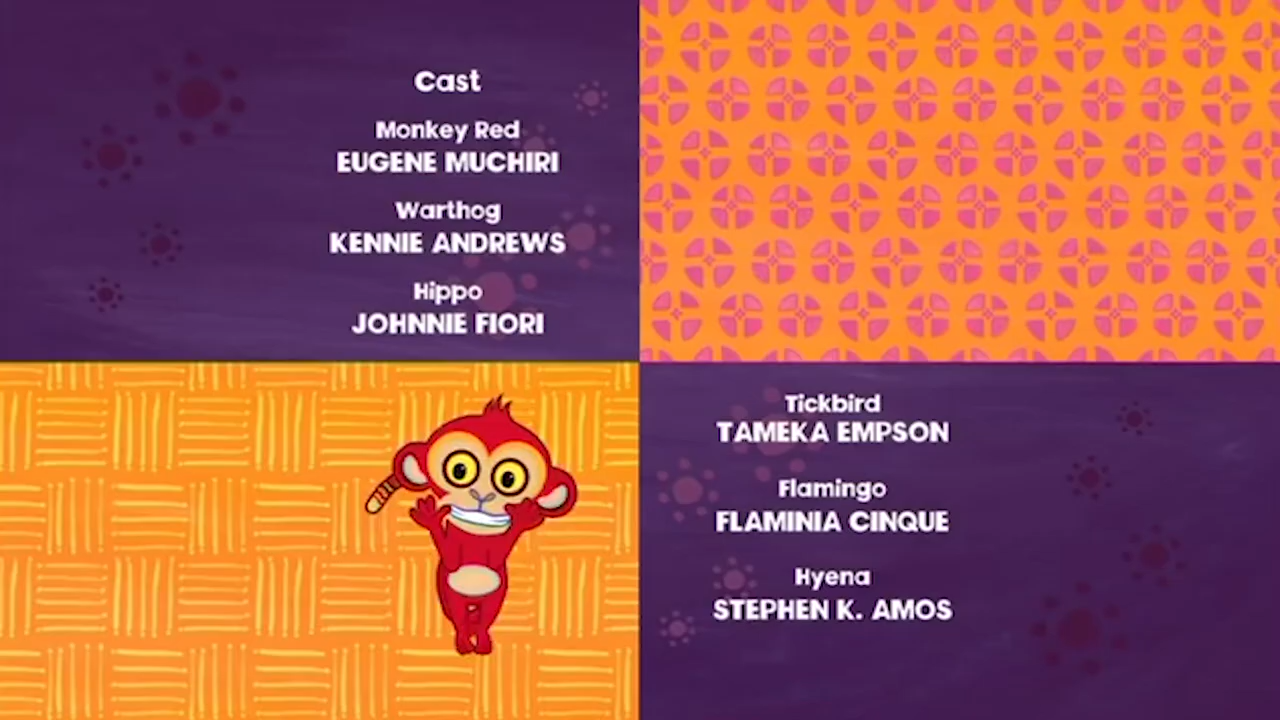 Cast
Monkey Red
EUGENE MUCHIRI
Warthog
KENNIE ANDREWS
Hippo
JOHNNIE FIORI
Tickbird
TAMEKA EMPSON
Flamingo
FLAMINIA CINQUE
Hyena
STEPHEN K. AMOS